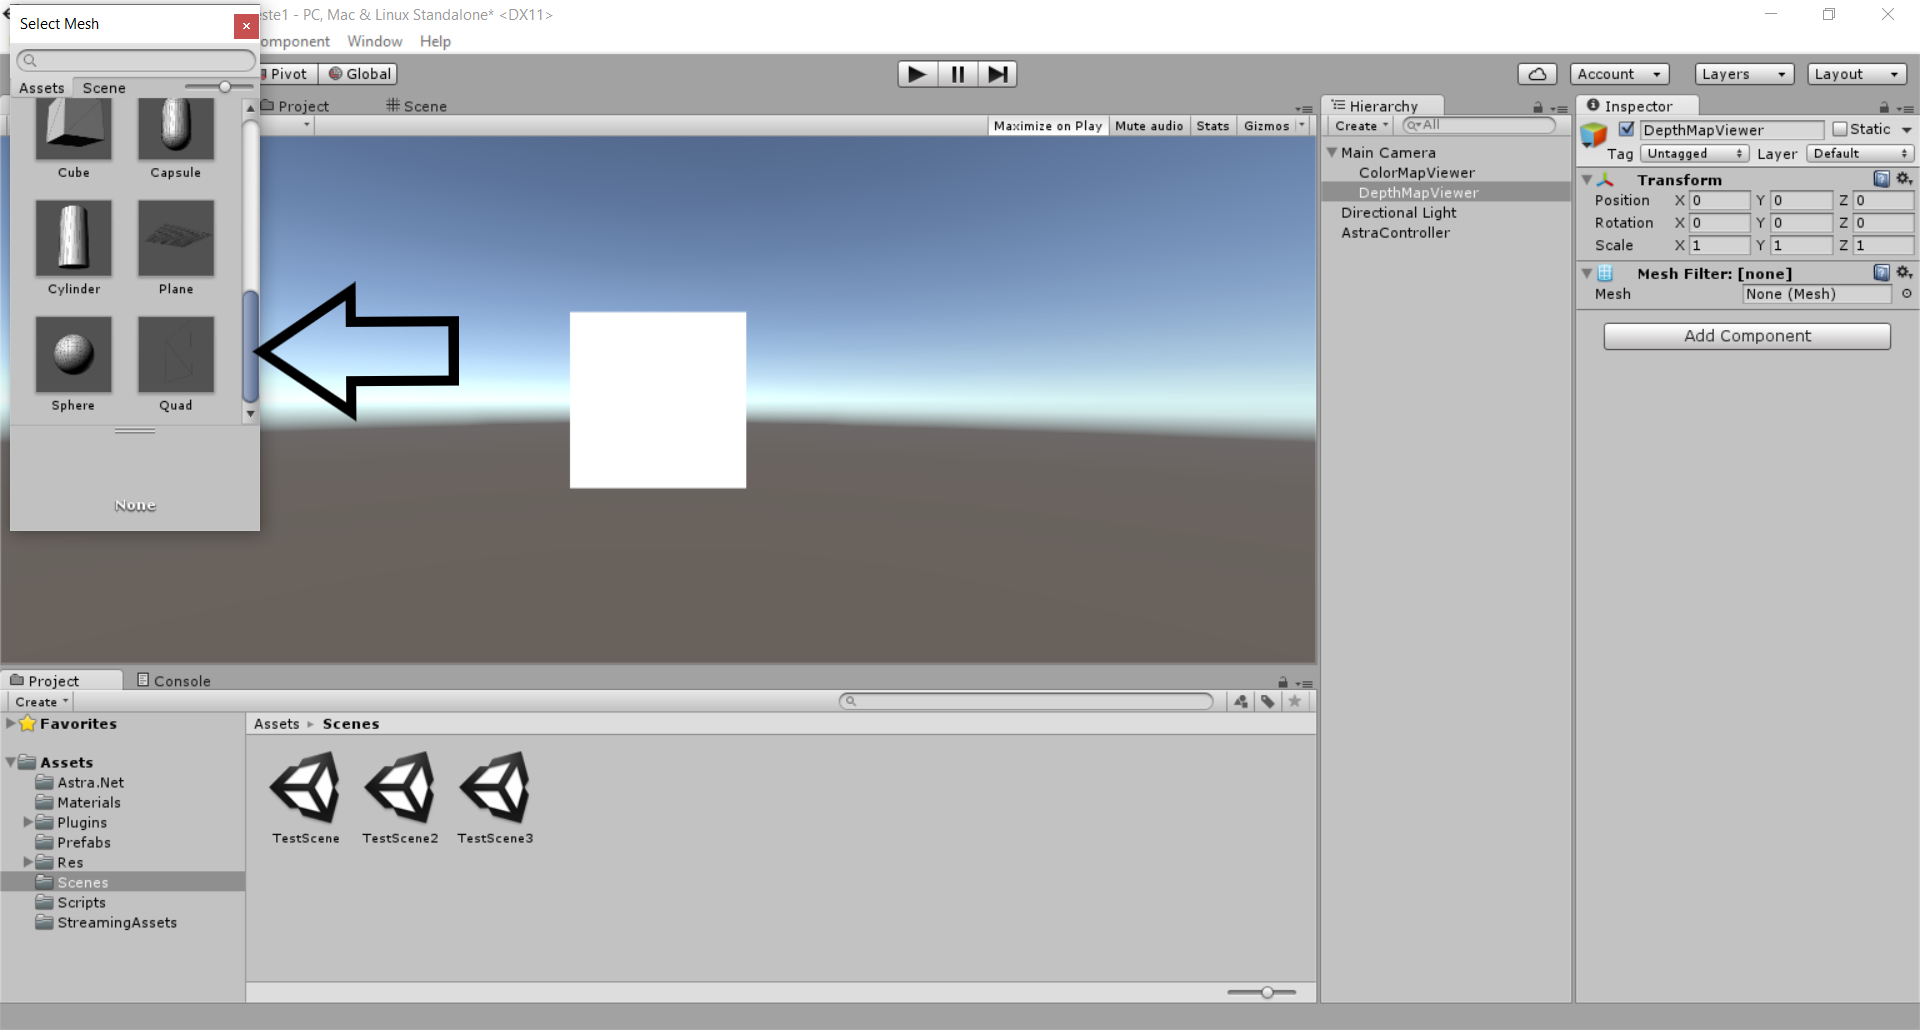 Select Mesh
este1 - PC, Mac & Linux Standalone* <DX11>
omponent Window Help
Assets Scene
Pivot Global
Account Layers Layout
Cube Capsule
Cylinder Plane
Sphere Quad
None
Project Scene
Maximize on Play Mute audio Stats Gizmos
Hierarchy
Create All
Main Camera
ColorMapViewer
DepthMapViewer
Directional Light
AstraController
Inspector
DepthMapViewer Static
Tag Untagged Layer Default
Transform
Position X 0 Y 0 Z 0
Rotation X 0 Y 0 Z 0
Scale X 1 Y 1 Z 1
Mesh Filter: [none]
Mesh None (Mesh)
Add Component
Project Console
Create
Favorites
Assets
Astra.Net
Materials
Plugins
Prefabs
Res
Scenes
Scripts
StreamingAssets
Assets Scenes
TestScene TestScene2 TestScene3